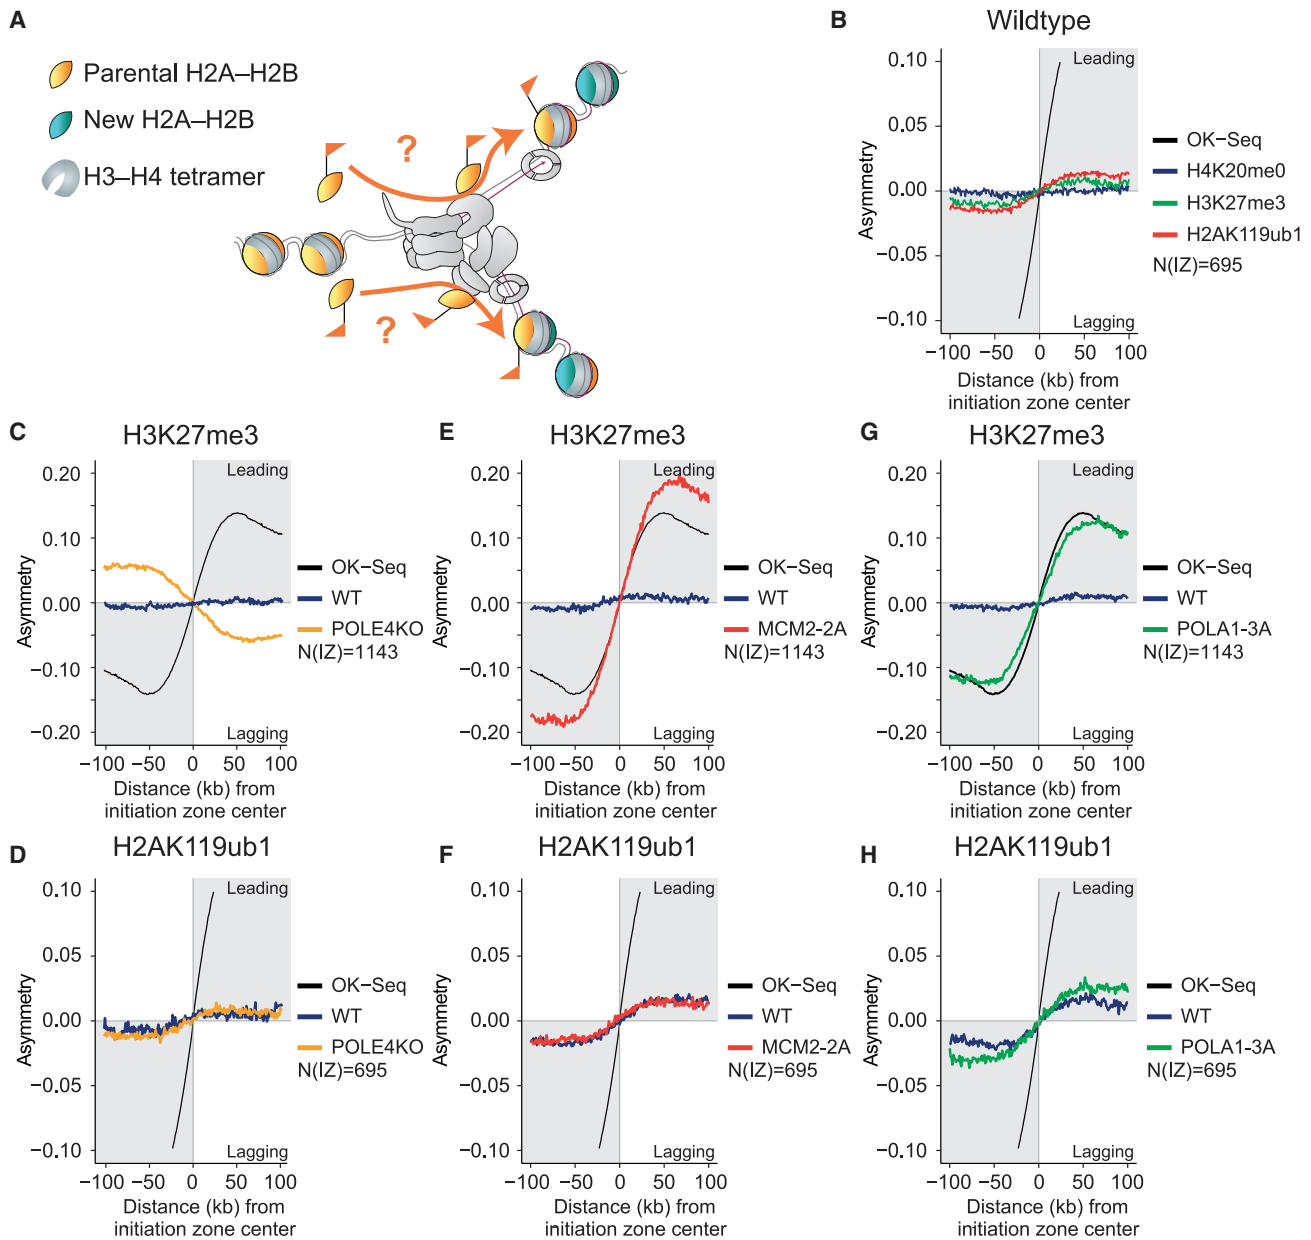 A
Parental H2A–H2B
New H2A–H2B
H3–H4 tetramer
?
?
B
Wildtype
Asymmetry
0.10
0.05
0.00
−0.05
−0.10
Leading
Lagging
−100 −50 0 50 100
Distance (kb) from
initiation zone center
OK−Seq
H4K20me0
H3K27me3
H2AK119ub1
N(IZ)=695
C
H3K27me3
Asymmetry
0.20
0.10
0.00
−0.10
−0.20
Leading
Lagging
−100 −50 0 50 100
Distance (kb) from
initiation zone center
OK−Seq
WT
POLE4KO
N(IZ)=1143
E
H3K27me3
Asymmetry
0.20
0.10
0.00
−0.10
−0.20
Leading
Lagging
−100 −50 0 50 100
Distance (kb) from
initiation zone center
OK−Seq
WT
MCM2-2A
N(IZ)=1143
G
H3K27me3
Asymmetry
0.20
0.10
0.00
−0.10
−0.20
Leading
Lagging
−100 −50 0 50 100
Distance (kb) from
initiation zone center
OK−Seq
WT
POLA1-3A
N(IZ)=1143
D
H2AK119ub1
Asymmetry
0.10
0.05
0.00
−0.05
−0.10
Leading
Lagging
−100 −50 0 50 100
Distance (kb) from
initiation zone center
OK−Seq
WT
POLE4KO
N(IZ)=695
F
H2AK119ub1
Asymmetry
0.10
0.05
0.00
−0.05
−0.10
Leading
Lagging
−100 −50 0 50 100
Distance (kb) from
initiation zone center
OK−Seq
WT
MCM2-2A
N(IZ)=695
H
H2AK119ub1
Asymmetry
0.10
0.05
0.00
−0.05
−0.10
Leading
Lagging
−100 −50 0 50 100
Distance (kb) from
initiation zone center
OK−Seq
WT
POLA1-3A
N(IZ)=695